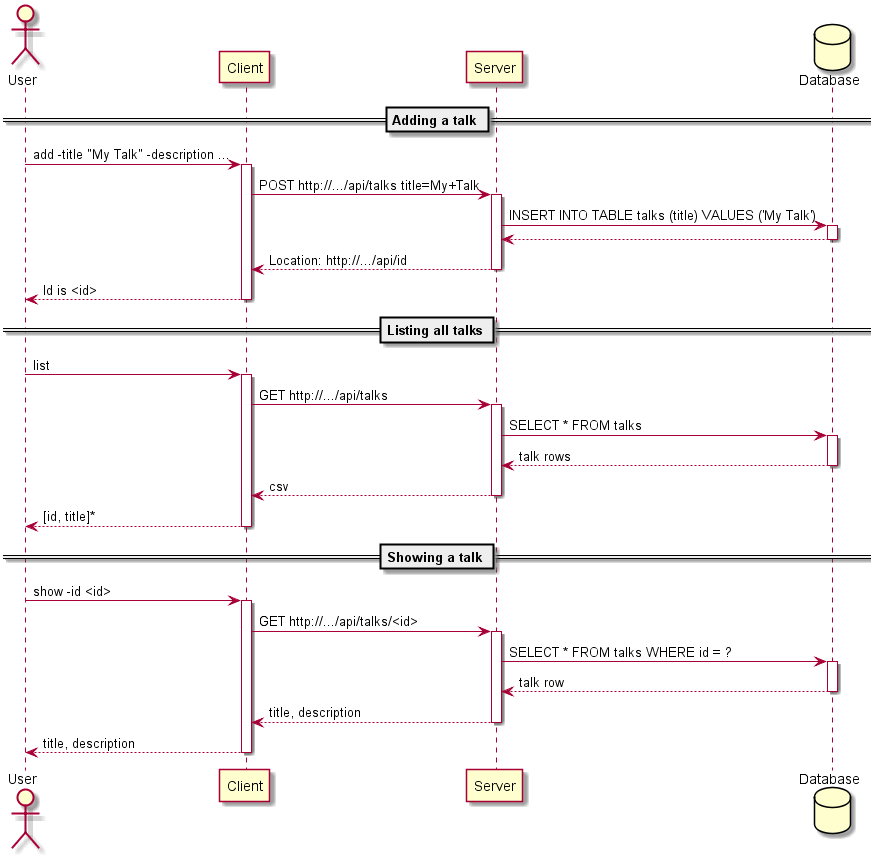 User
Client
Server
Database
Adding a talk
add -title "My Talk" -description ...
POST http://.../api/talks title=My+Talk
INSERT INTO TABLE talks (title) VALUES ('My Talk')
Location: http://.../api/id
Id is <id>
Listing all talks
list
GET http://.../api/talks
SELECT * FROM talks
talk rows
csv
[id, title]*
Showing a talk
show -id <id>
GET http://.../api/talks/<id>
SELECT * FROM talks WHERE id = ?
talk row
title, description
title, description
User
Client
Server
Database